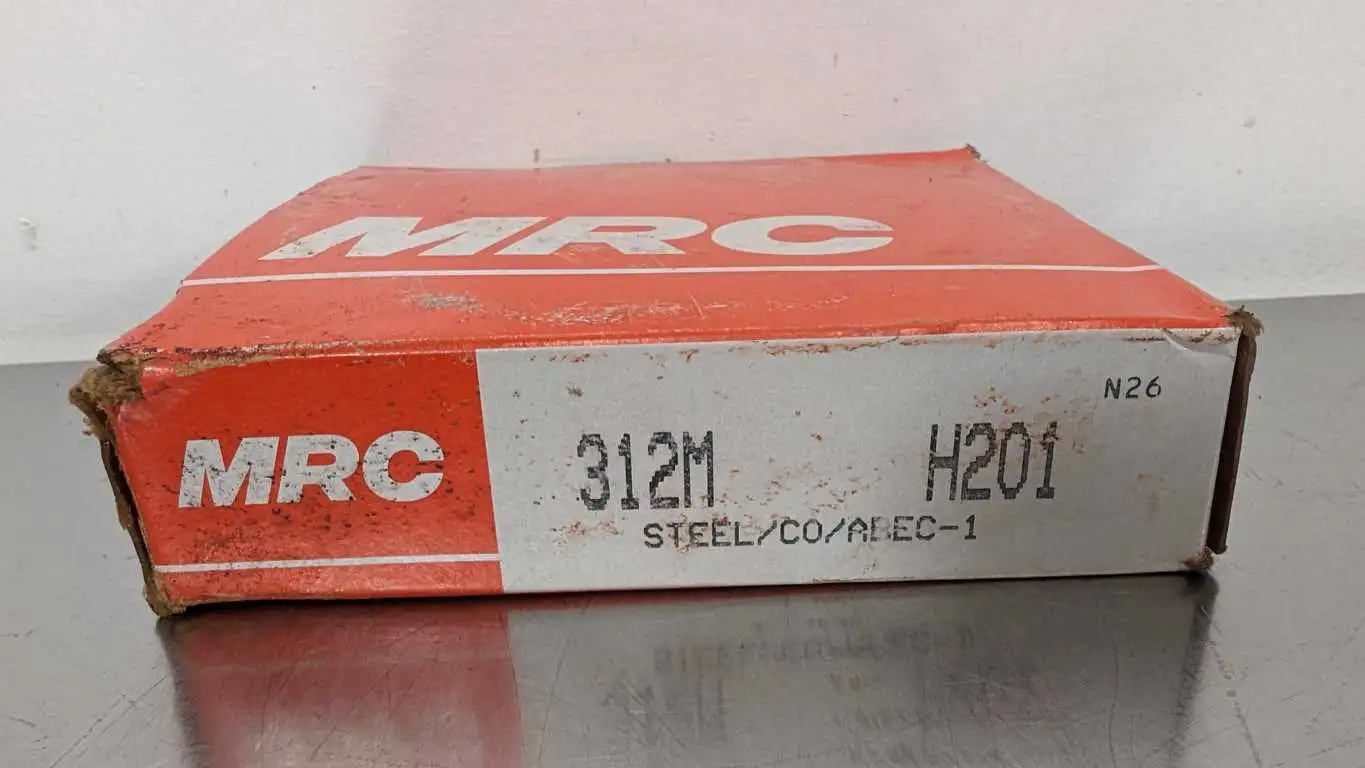 MRC
MRC
N26
312M H201
STEEL/CO/ABEC-1